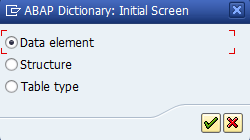 ABAP Dictionary: Initial Screen
Data element
Structure
Table type